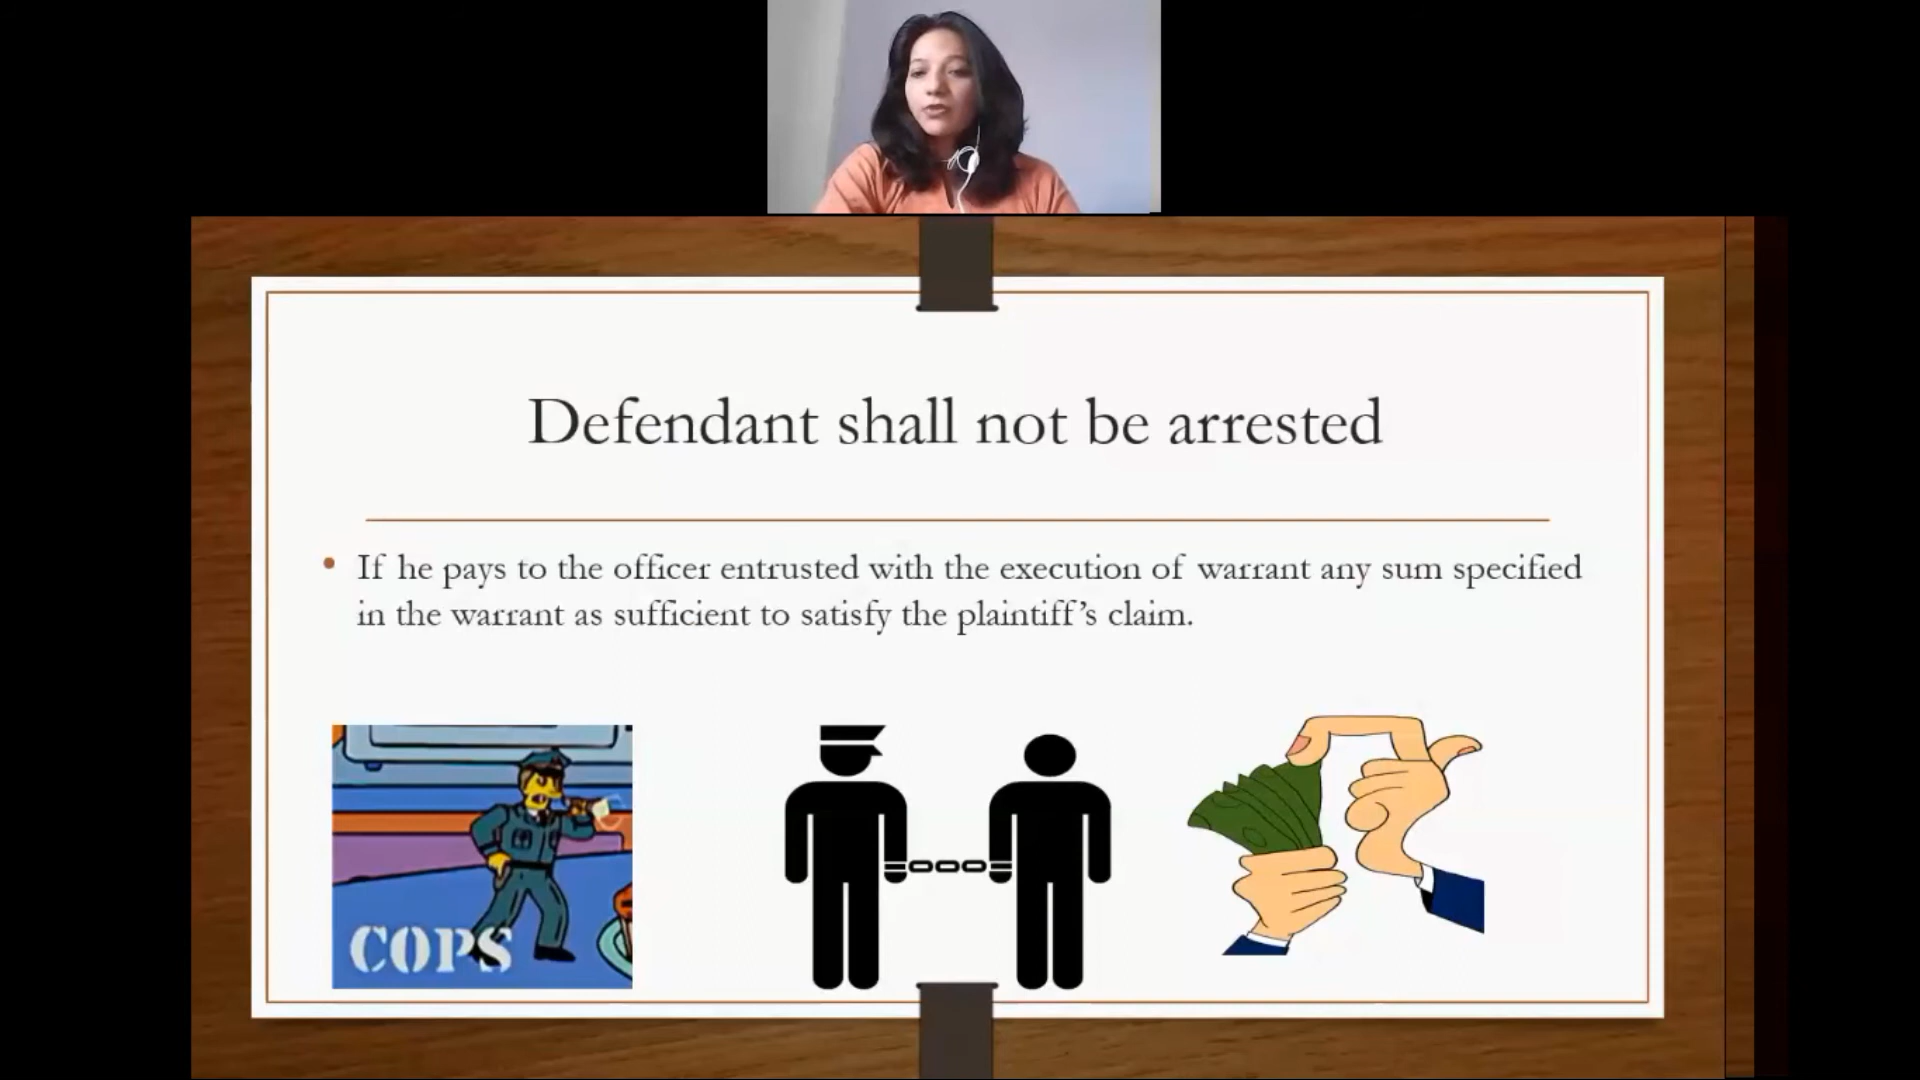 Defendant shall not be arrested
• If he pays to the officer entrusted with the execution of warrant any sum specified
in the warrant as sufficient to satisfy the plaintiff’s claim.
COPS